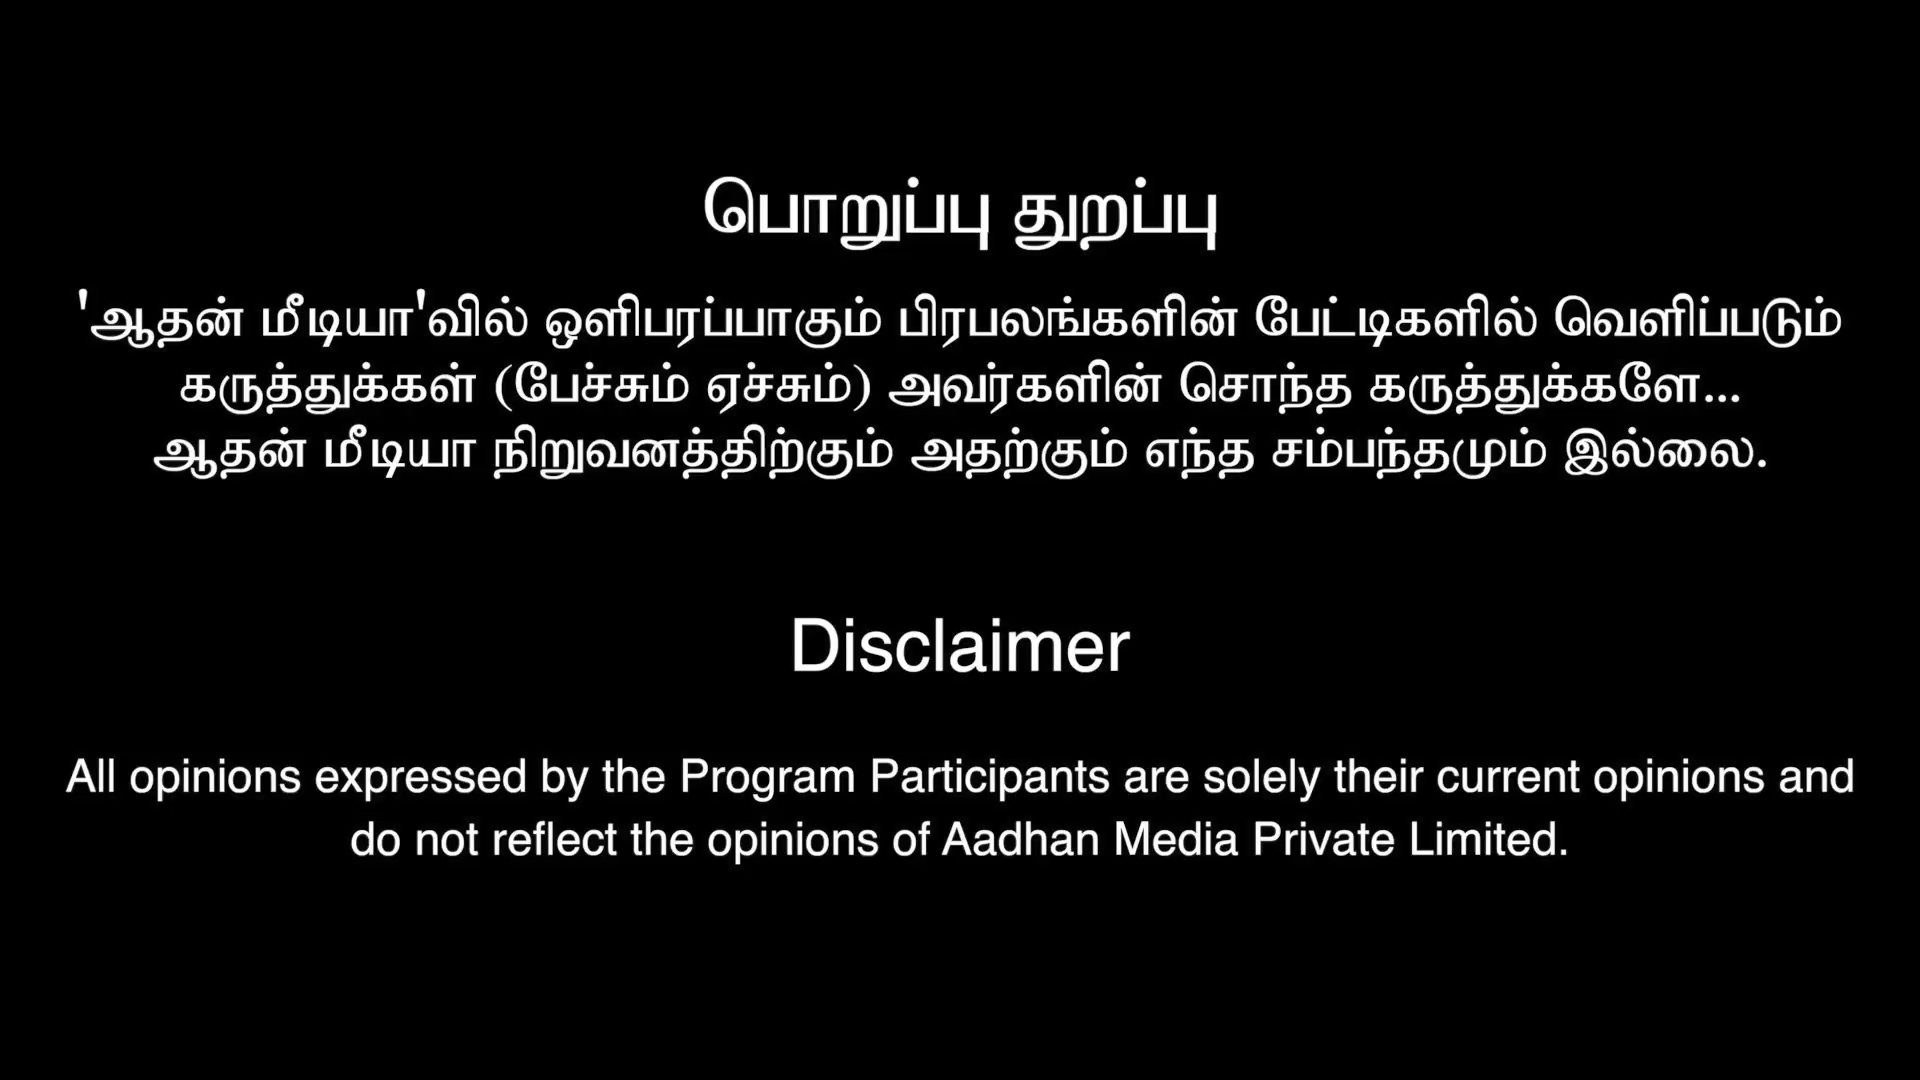 பொறுப்பு துறப்பு
'ஆதன் மீடியா'வில் ஒளிபரப்பாகும் பிரபலங்களின் பேட்டிகளில் வெளிப்படும்
கருத்துக்கள் (பேச்சும் ஏச்சும்) அவர்களின் சொந்த கருத்துக்களே...
ஆதன் மீடியா நிறுவனத்திற்கும் அதற்கும் எந்த சம்பந்தமும் இல்லை.
Disclaimer
All opinions expressed by the Program Participants are solely their current opinions and
do not reflect the opinions of Aadhan Media Private Limited.